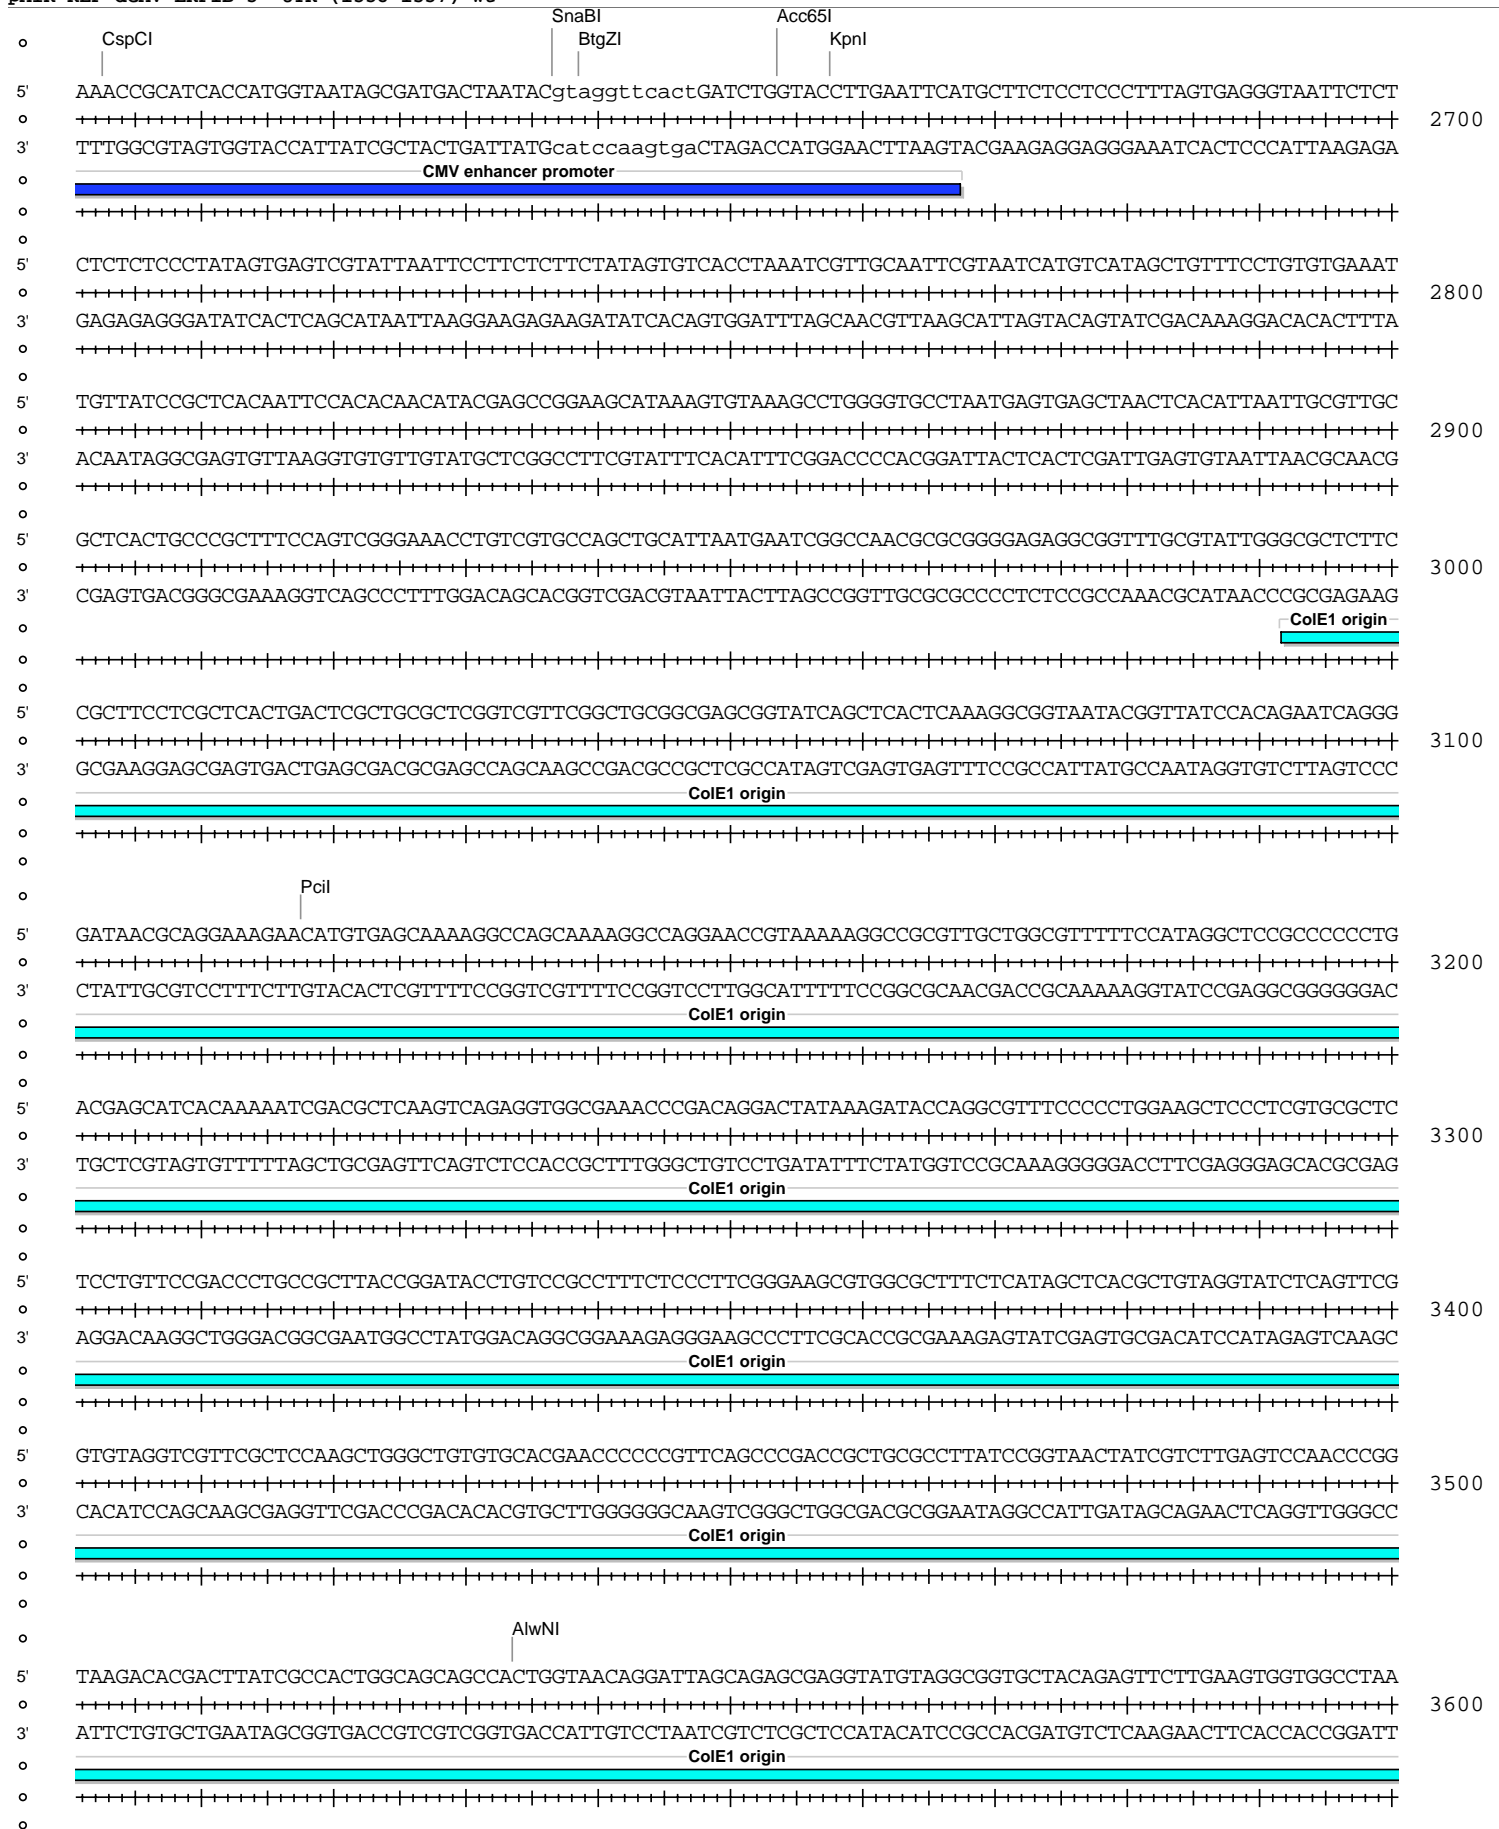 SnaBI Acc65I
CspCI BtgZI KpnI
5' AAACCGCATCACCATGGTAATAGCGATGACTAATACgtaggttcactGATCTGGTACCTTGAATTCATGCTTCTCCTCCCTTTAGTGAGGGTAATTCTCT
2700
3' TTTGGCGTAGTGGTACCATTATCGCTACTGATTATGcatccaagtgaCTAGACCATGGAACTTAAGTACGAAGAGGAGGGAAATCACTCCCATTAAGAGA
CMV enhancer promoter
5' CTCTCTCCCTATAGTGAGTCGTATTAATTCCTTCTCTTCTATAGTGTCACCTAAATCGTTGCAATTCGTAATCATGTCATAGCTGTTTCCTGTGTGAAAT
2800
3' GAGAGAGGGATATCACTCAGCATAATTAAGGAAGAGAAGATATCACAGTGGATTTAGCAACGTTAAGCATTAGTACAGTATCGACAAAGGACACACTTTA
5' TGTTATCCGCTCACAATTCCACACAACATACGAGCCGGAAGCATAAAGTGTAAAGCCTGGGGTGCCTAATGAGTGAGCTAACTCACATTAATTGCGTTGC
2900
3' ACAATAGGCGAGTGTTAAGGTGTGTTGTATGCTCGGCCTTCGTATTTCACATTTCGGACCCCACGGATTACTCACTCGATTGAGTGTAATTAACGCAACG
5' GCTCACTGCCCGCTTTCCAGTCGGGAAACCTGTCGTGCCAGCTGCATTAATGAATCGGCCAACGCGCGGGGAGAGGCGGTTTGCGTATTGGGCGCTCTTC
3000
3' CGAGTGACGGGCGAAAGGTCAGCCCTTTGGACAGCACGGTCGACGTAATTACTTAGCCGGTTGCGCGCCCCTCTCCGCCAAACGCATAACCCGCGAGAAG
ColE1 origin
5' CGCTTCCTCGCTCACTGACTCGCTGCGCTCGGTCGTTCGGCTGCGGCGAGCGGTATCAGCTCACTCAAAGGCGGTAATACGGTTATCCACAGAATCAGGG
3100
3' GCGAAGGAGCGAGTGACTGAGCGACGCGAGCCAGCAAGCCGACGCCGCTCGCCATAGTCGAGTGAGTTTCCGCCATTATGCCAATAGGTGTCTTAGTCCC
ColE1 origin
PciI
5' GATAACGCAGGAAAGAACATGTGAGCAAAAGGCCAGCAAAAGGCCAGGAACCGTAAAAAGGCCGCGTTGCTGGCGTTTTTCCATAGGCTCCGCCCCCCTG
3200
3' CTATTGCGTCCTTTCTTGTACACTCGTTTTCCGGTCGTTTTCCGGTCCTTGGCATTTTTCCGGCGCAACGACCGCAAAAAGGTATCCGAGGCGGGGGGAC
ColE1 origin
5' ACGAGCATCACAAAAATCGACGCTCAAGTCAGAGGTGGCGAAACCCGACAGGACTATAAAGATACCAGGCGTTTCCCCCTGGAAGCTCCCTCGTGCGCTC
3300
3' TGCTCGTAGTGTTTTTAGCTGCGAGTTCAGTCTCCACCGCTTTGGGCTGTCCTGATATTTCTATGGTCCGCAAAGGGGGACCTTCGAGGGAGCACGCGAG
ColE1 origin
5' TCCTGTTCCGACCCTGCCGCTTACCGGATACCTGTCCGCCTTTCTCCCTTCGGGAAGCGTGGCGCTTTCTCATAGCTCACGCTGTAGGTATCTCAGTTCG
3400
3' AGGACAAGGCTGGGACGGCGAATGGCCTATGGACAGGCGGAAAGAGGGAAGCCCTTCGCACCGCGAAAGAGTATCGAGTGCGACATCCATAGAGTCAAGC
ColE1 origin
5' GTGTAGGTCGTTCGCTCCAAGCTGGGCTGTGTGCACGAACCCCCCGTTCAGCCCGACCGCTGCGCCTTATCCGGTAACTATCGTCTTGAGTCCAACCCGG
3500
3' CACATCCAGCAAGCGAGGTTCGACCCGACACACGTGCTTGGGGGGCAAGTCGGGCTGGCGACGCGGAATAGGCCATTGATAGCAGAACTCAGGTTGGGCC
ColE1 origin
AlwNI
5' TAAGACACGACTTATCGCCACTGGCAGCAGCCACTGGTAACAGGATTAGCAGAGCGAGGTATGTAGGCGGTGCTACAGAGTTCTTGAAGTGGTGGCCTAA
3600
3' ATTCTGTGCTGAATAGCGGTGACCGTCGTCGGTGACCATTGTCCTAATCGTCTCGCTCCATACATCCGCCACGATGTCTCAAGAACTTCACCACCGGATT
ColE1 origin